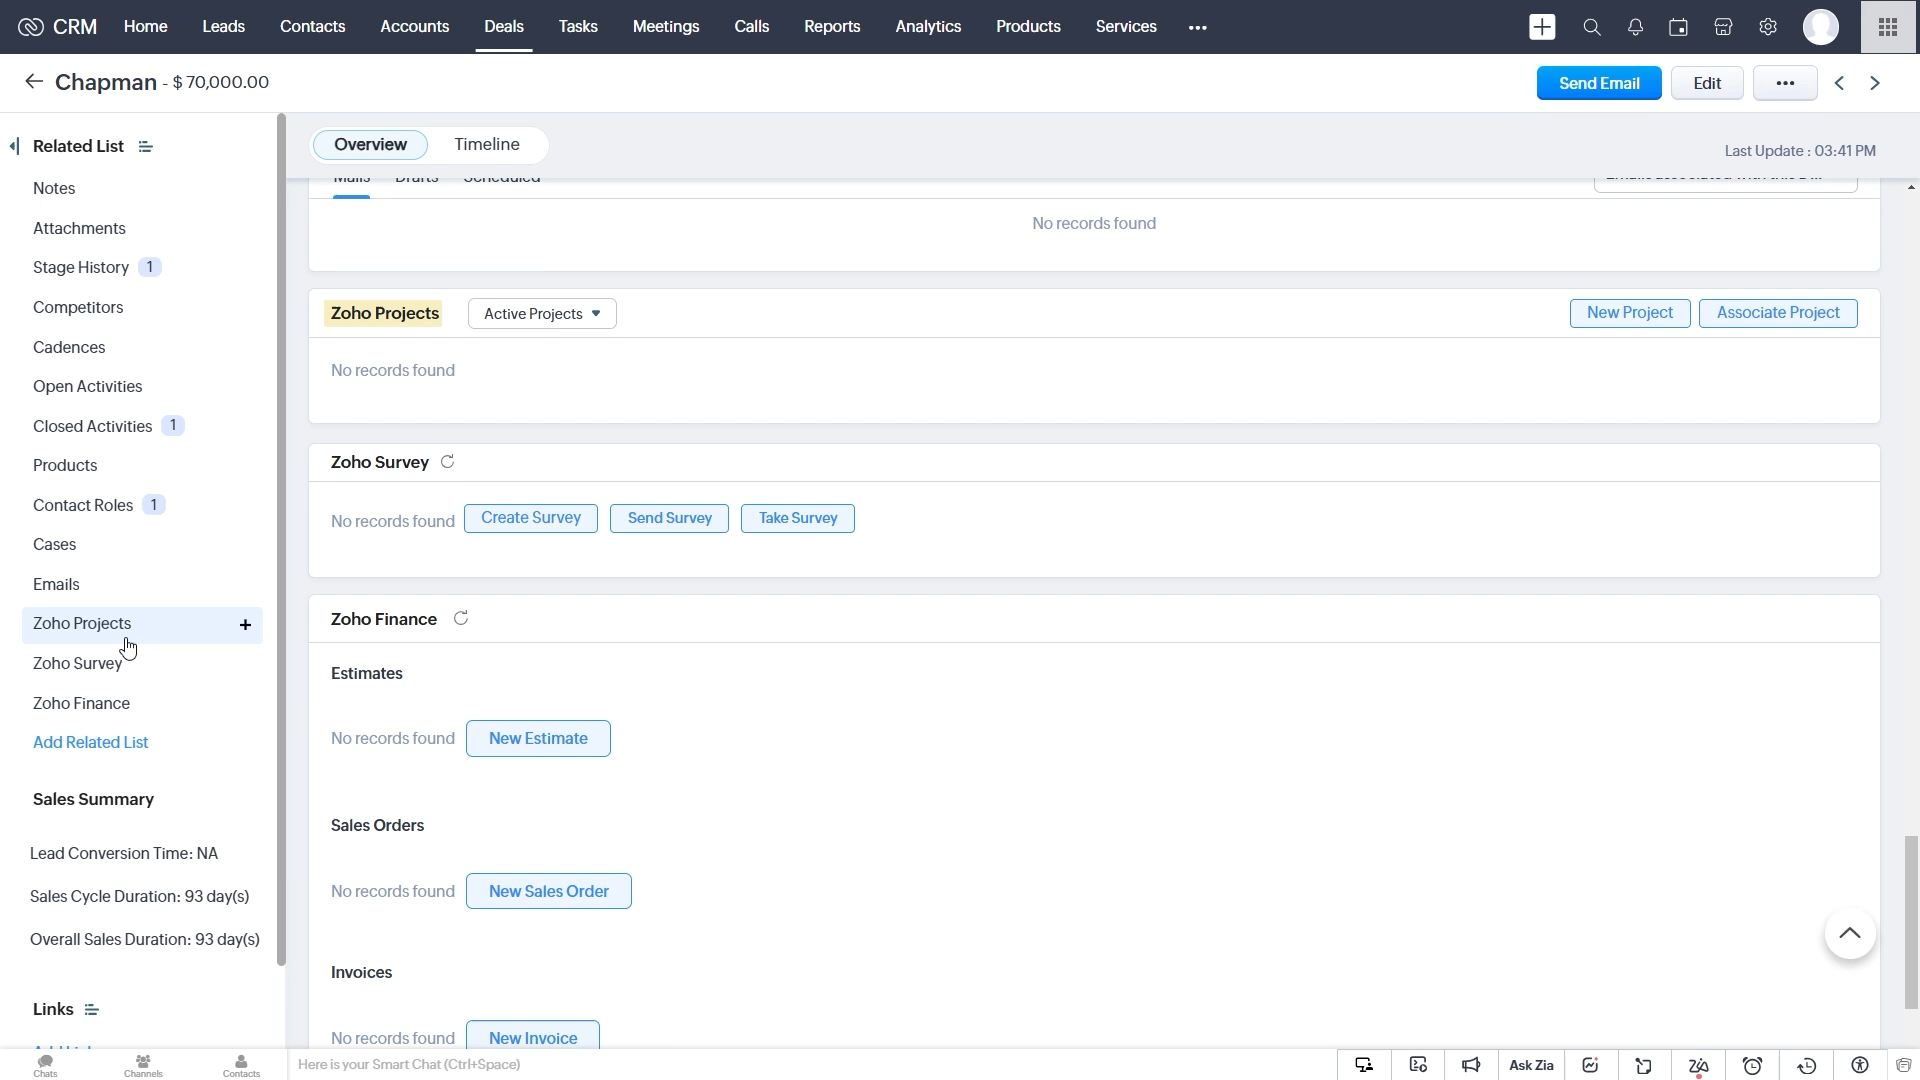 CRM Home Leads Contacts Accounts Deals Tasks Meetings Calls Reports Analytics Products Services
Chapman - $ 70,000.00 Send Email Edit
Related List
Notes
Attachments
Stage History 1
Competitors
Cadences
Open Activities
Closed Activities 1
Products
Contact Roles 1
Cases
Emails
Zoho Projects +
Zoho Survey
Zoho Finance
Add Related List
Sales Summary
Lead Conversion Time: NA
Sales Cycle Duration: 93 day(s)
Overall Sales Duration: 93 day(s)
Links
Overview Timeline
Last Update : 03:41 PM
Mails Drafts Scheduled
No records found
Zoho Projects Active Projects New Project Associate Project
No records found
Zoho Survey
No records found Create Survey Send Survey Take Survey
Zoho Finance
Estimates
No records found New Estimate
Sales Orders
No records found New Sales Order
Invoices
No records found New Invoice
Chats Channels Contacts Here is your Smart Chat (Ctrl+Space) Ask Zia